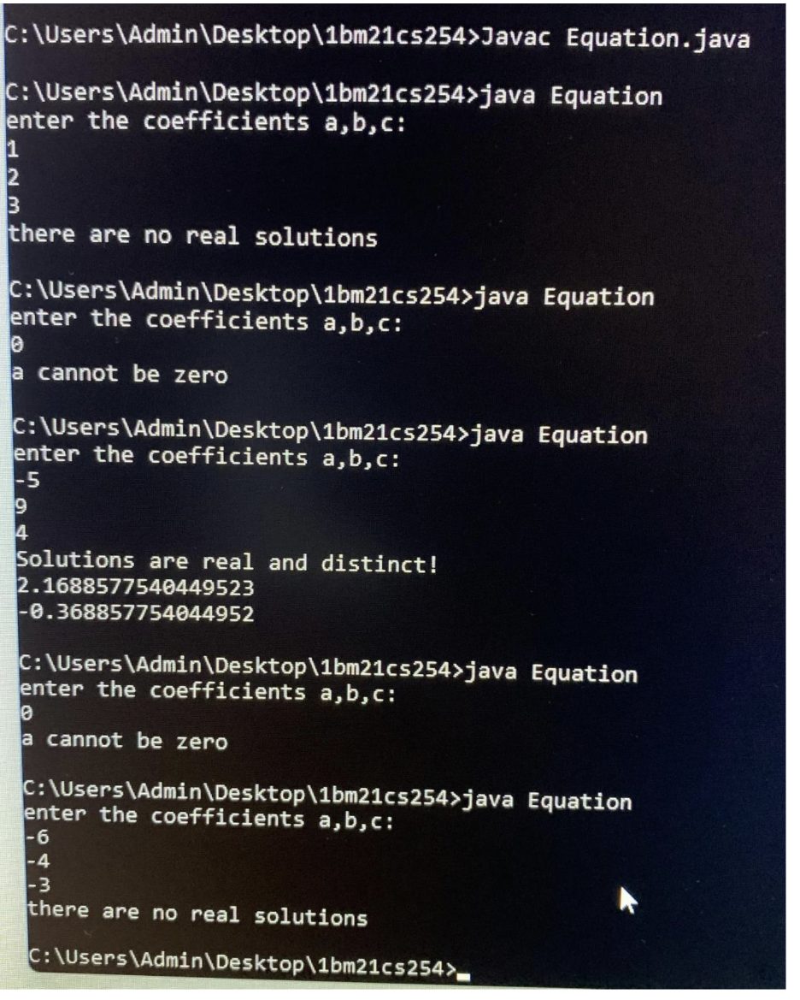 C:\Users\Admin\Desktop\1bm21cs254>Javac Equation.java
C:\Users\Admin\Desktop\1bm21cs254>java Equation
enter the coefficients a,b,c:
1
2
3
there are no real solutions
C:\Users\Admin\Desktop\1bm21cs254>java Equation
enter the coefficients a,b,c:
0
a cannot be zero
C:\Users\Admin\Desktop\1bm21cs254>java Equation
enter the coefficients a,b,c:
-5
9
4
Solutions are real and distinct!
2.1688577540449523
-0.368857754044952
C:\Users\Admin\Desktop\1bm21cs254>java Equation
enter the coefficients a,b,c:
0
a cannot be zero
C:\Users\Admin\Desktop\1bm21cs254>java Equation
enter the coefficients a,b,c:
-6
-4
-3
there are no real solutions
C:\Users\Admin\Desktop\1bm21cs254>